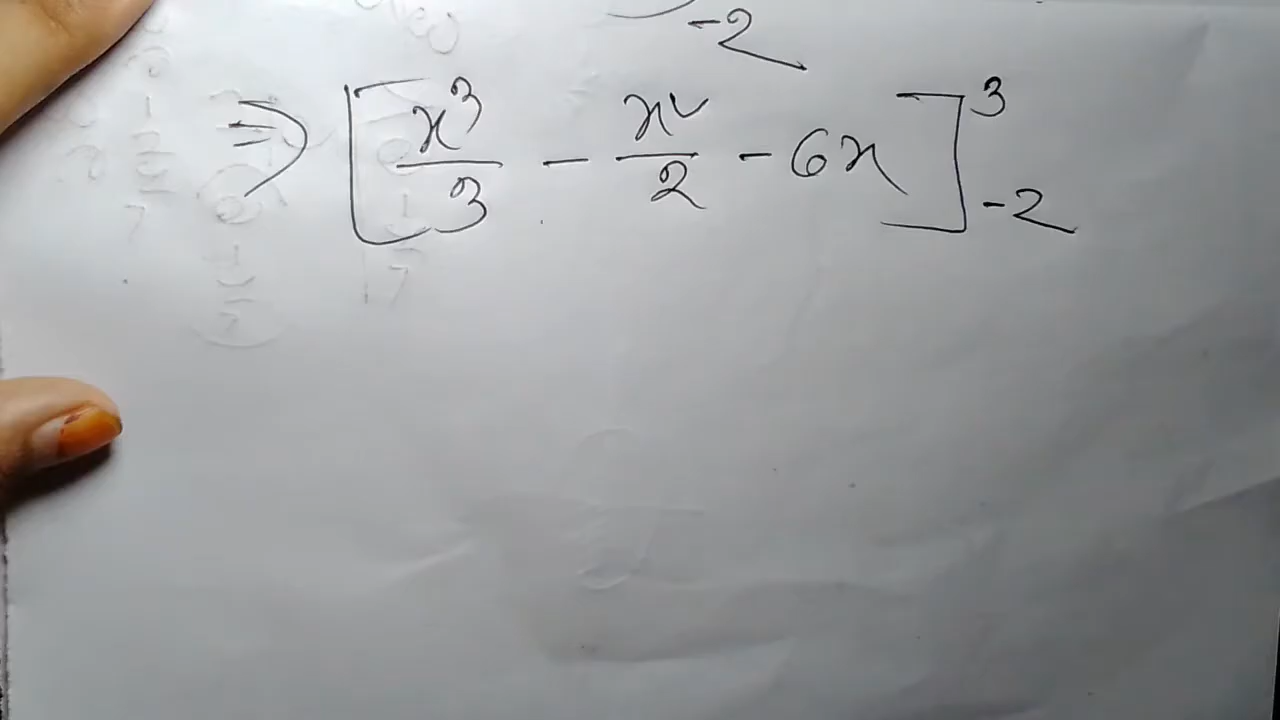 -2
⇒ [x³/3 - x²/2 - 6x]³₋₂